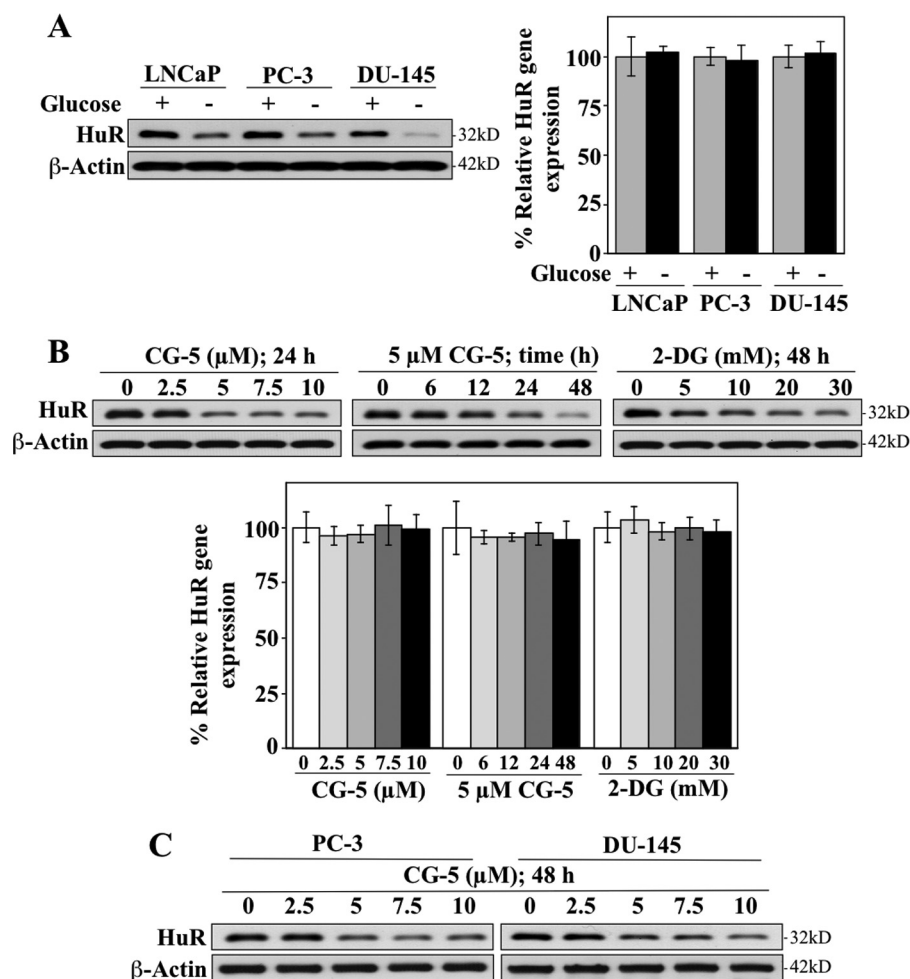 A
LNCaP PC-3 DU-145
Glucose + - + - + -
HuR -32kD
β-Actin -42kD
% Relative HuR gene
expression
100
75
50
25
0
Glucose + - + - + -
LNCaP PC-3 DU-145
B
CG-5 (µM); 24 h 5 µM CG-5; time (h) 2-DG (mM); 48 h
0 2.5 5 7.5 10 0 6 12 24 48 0 5 10 20 30
HuR -32kD
β-Actin -42kD
% Relative HuR gene
expression
100
75
50
25
0
0 2.5 5 7.5 10 0 6 12 24 48 0 5 10 20 30
CG-5 (µM) 5 µM CG-5 2-DG (mM)
C
PC-3 DU-145
CG-5 (µM); 48 h
0 2.5 5 7.5 10 0 2.5 5 7.5 10
HuR -32kD
β-Actin -42kD